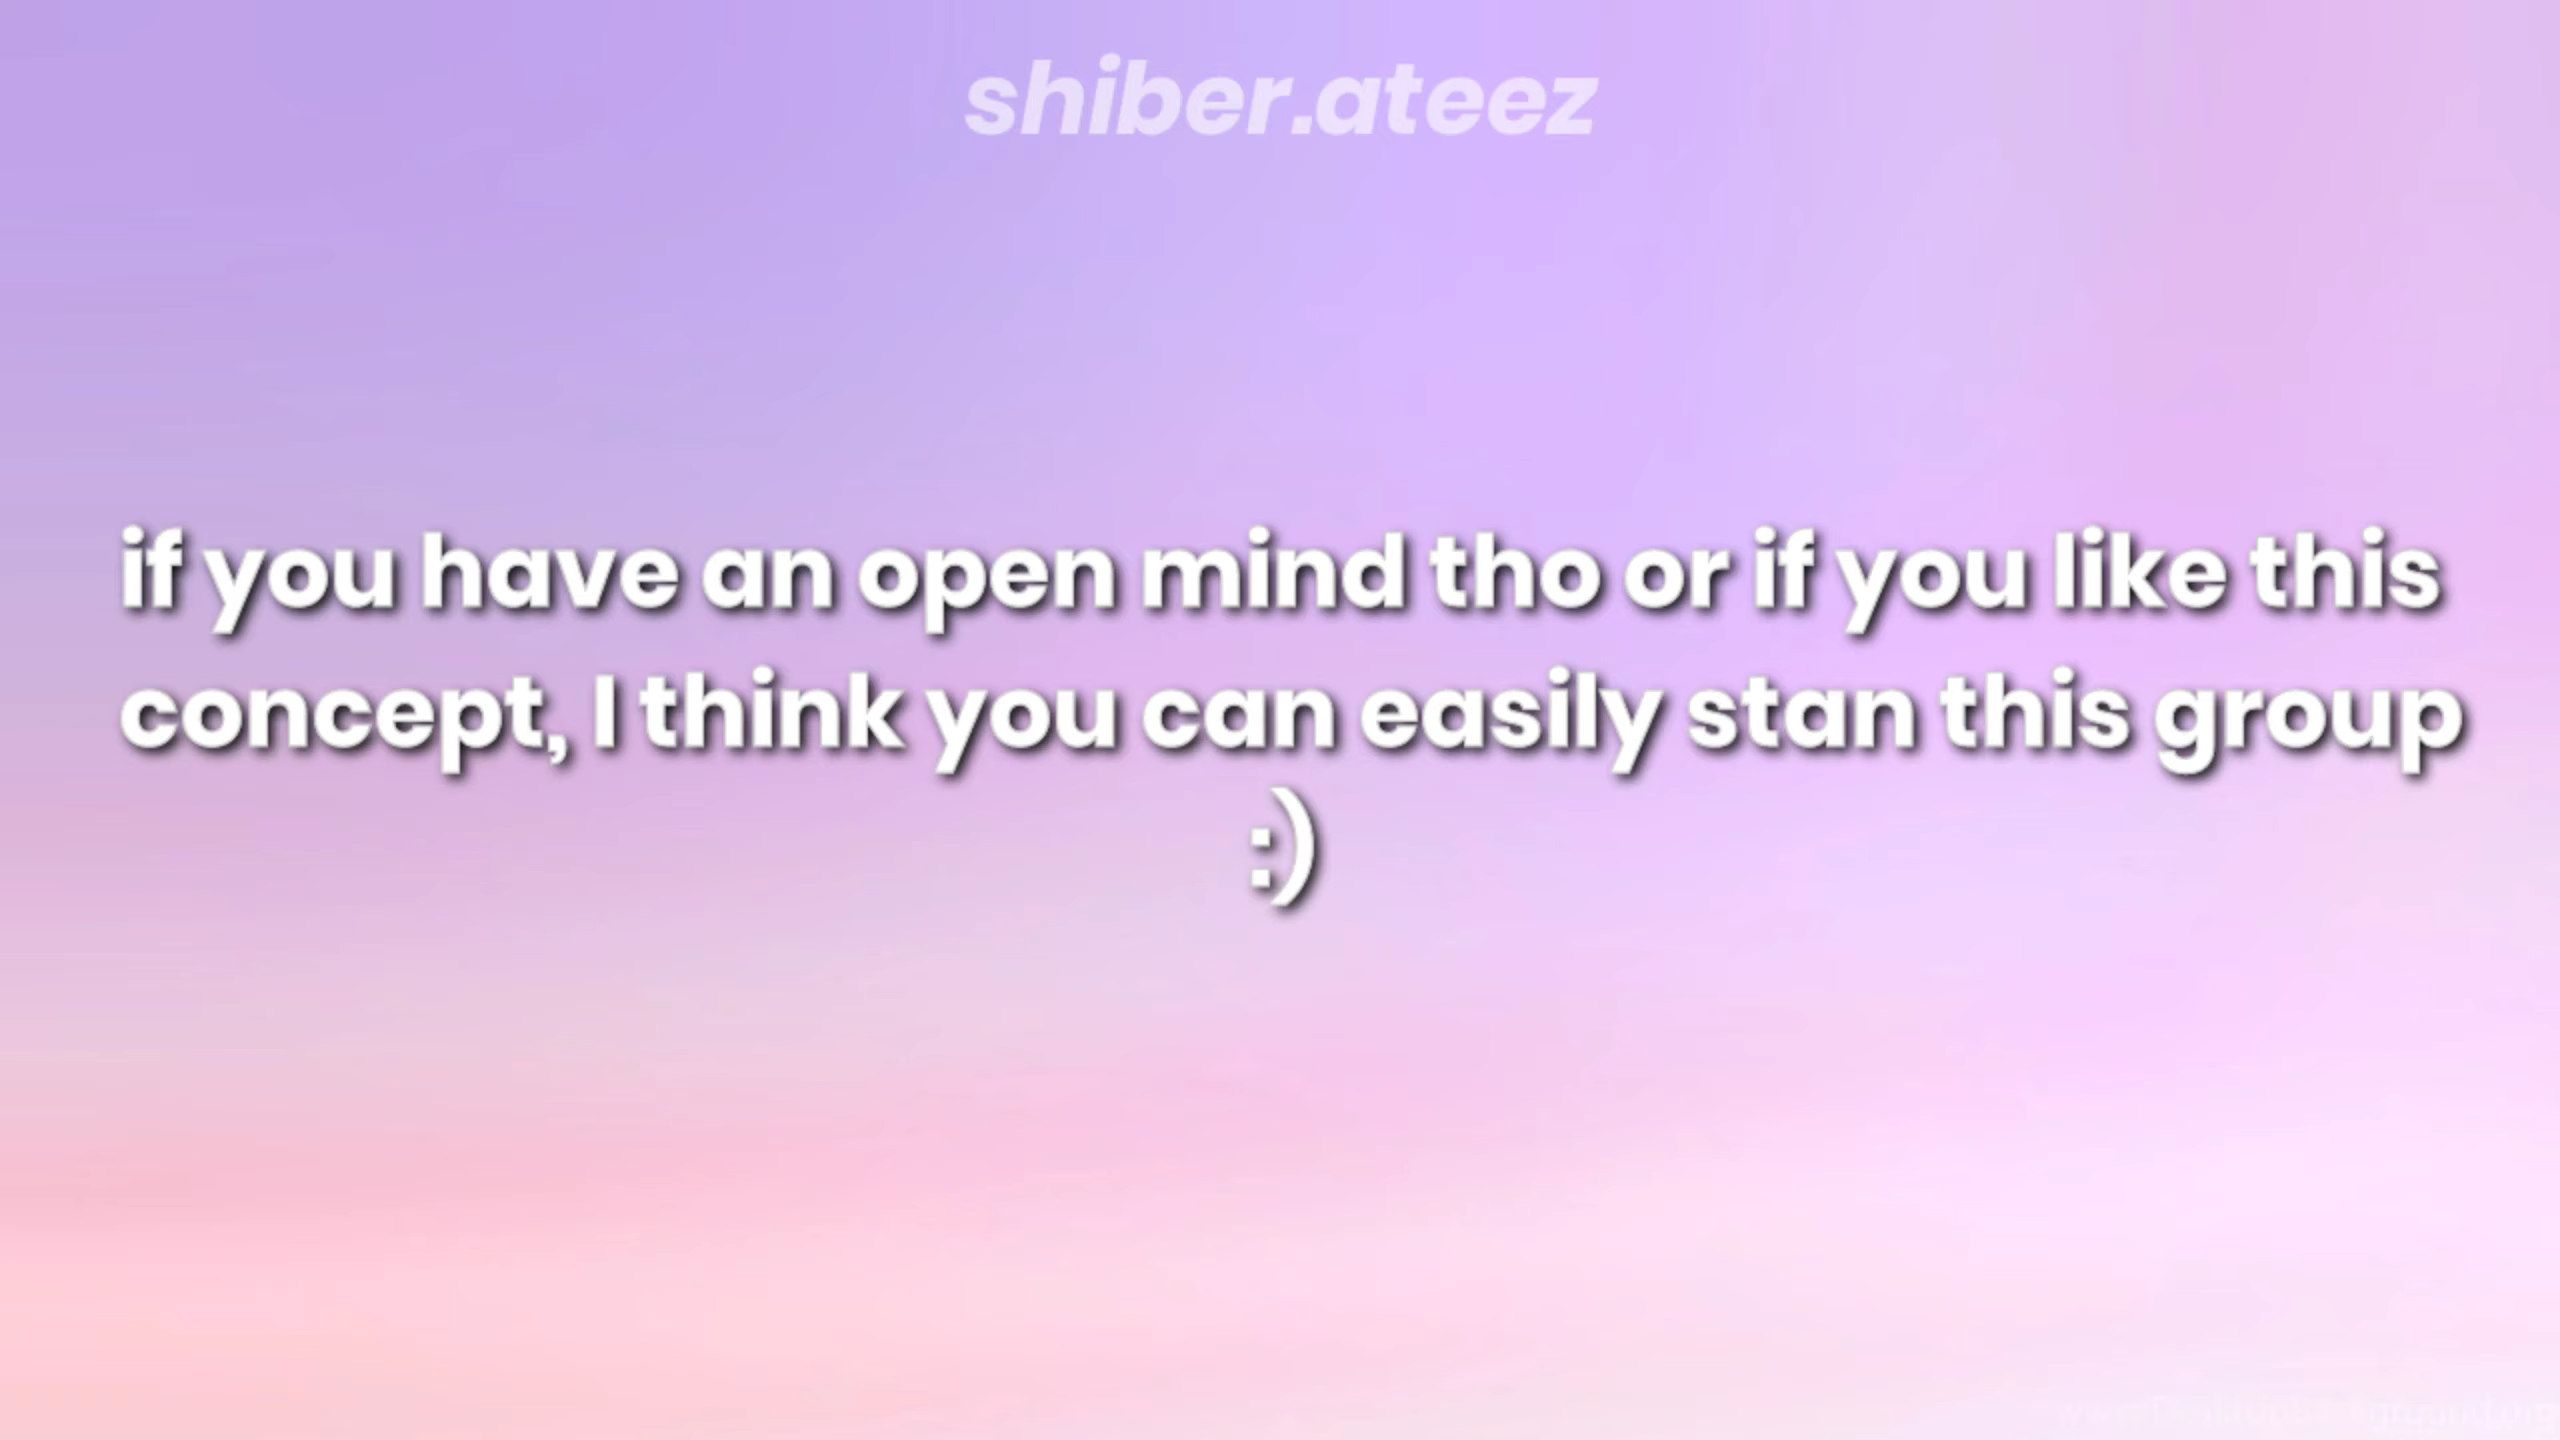 shiber.ateez
if you have an open mind tho or if you like this
concept, I think you can easily stan this group
:)